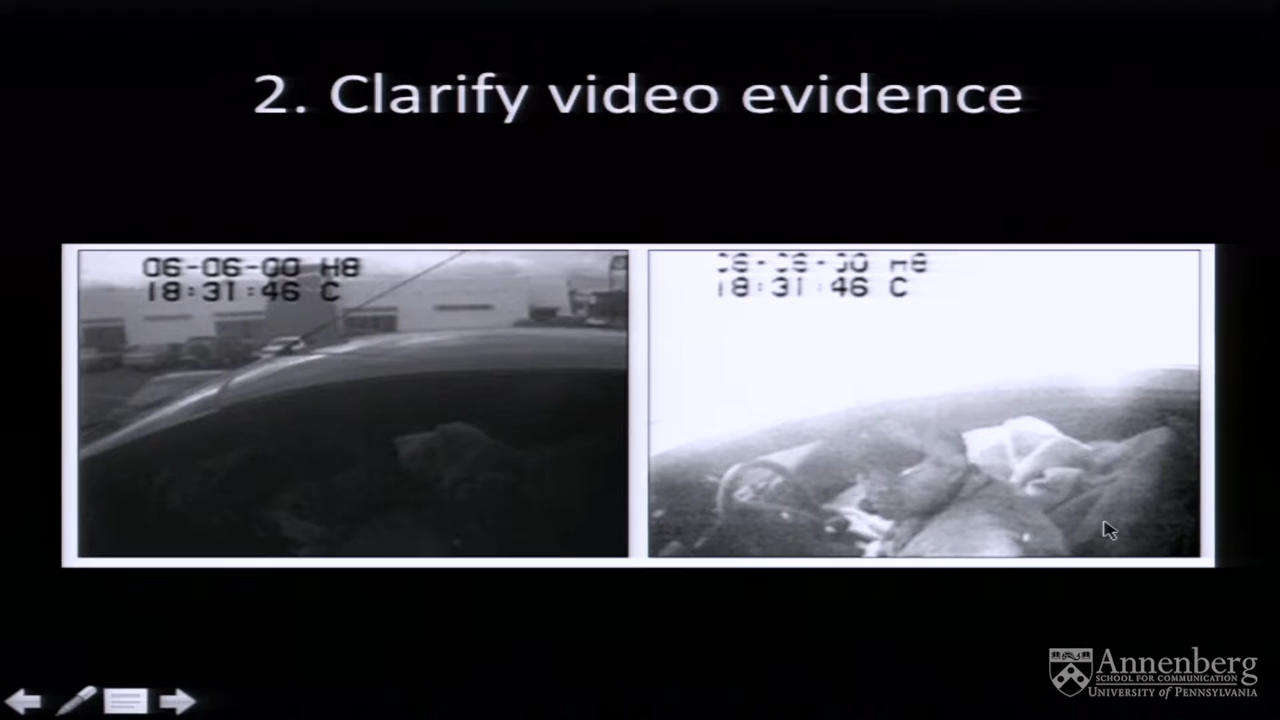 2. Clarify video evidence
06-06-00 H8
18:31:46 C
18:31:46 C
Annenberg
SCHOOL FOR COMMUNICATION
UNIVERSITY of PENNSYLVANIA